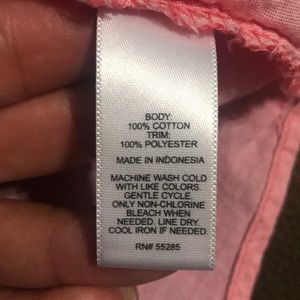 BODY:
100% COTTON
TRIM:
100% POLYESTER
MADE IN INDONESIA
MACHINE WASH COLD
WITH LIKE COLORS.
GENTLE CYCLE.
ONLY NON-CHLORINE
BLEACH WHEN
NEEDED. LINE DRY.
COOL IRON IF NEEDED
RN# 55285